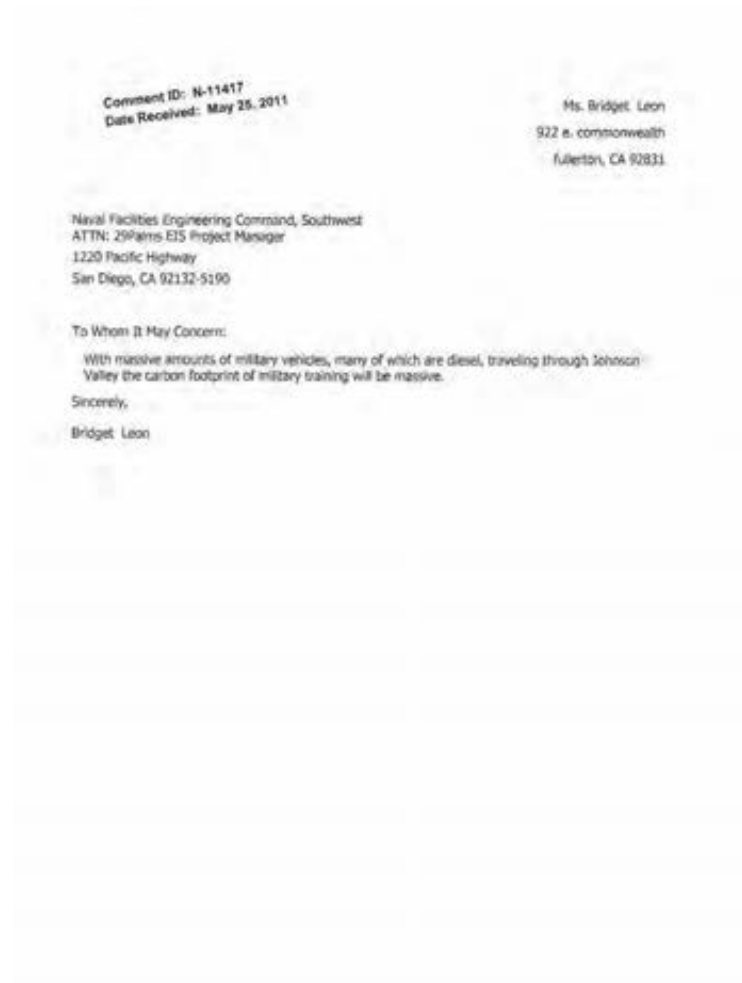 Comment ID: N-11417
Date Received: May 25, 2011
Ms. Bridget Leon
922 e. commonwealth
fullerton, CA 92831
Naval Facilities Engineering Command, Southwest
ATTN: 29Palms EIS Project Manager
1220 Pacific Highway
San Diego, CA 92132-5190
To Whom It May Concern:
With massive amounts of military vehicles, many of which are diesel, traveling through Johnson
Valley the carbon footprint of military training will be massive.
Sincerely,
Bridget Leon